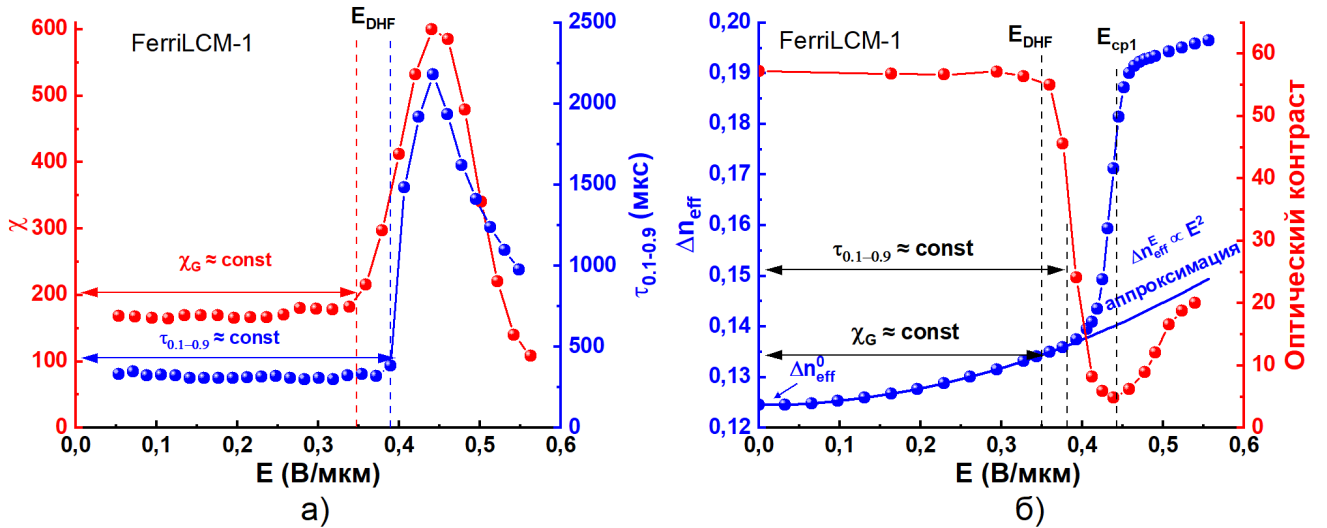 E_DHF
FerriLCM-1
χ
600
500
400
300
200
100
0
χ_G ≈ const
τ_0.1–0.9 ≈ const
2500
2000
1500
1000
500
0
τ_0.1-0.9 (мкс)
0,0 0,1 0,2 0,3 0,4 0,5 0,6
E (В/мкм)
а)
FerriLCM-1
E_DHF
E_cp1
Δn_eff
0,20
0,19
0,18
0,17
0,16
0,15
0,14
0,13
0,12
τ_0.1–0.9 ≈ const
χ_G ≈ const
Δn_eff^0
Δn_eff^E ∝ E²
аппроксимация
60
50
40
30
20
10
0
Оптический контраст
0,0 0,1 0,2 0,3 0,4 0,5 0,6
E (В/мкм)
б)